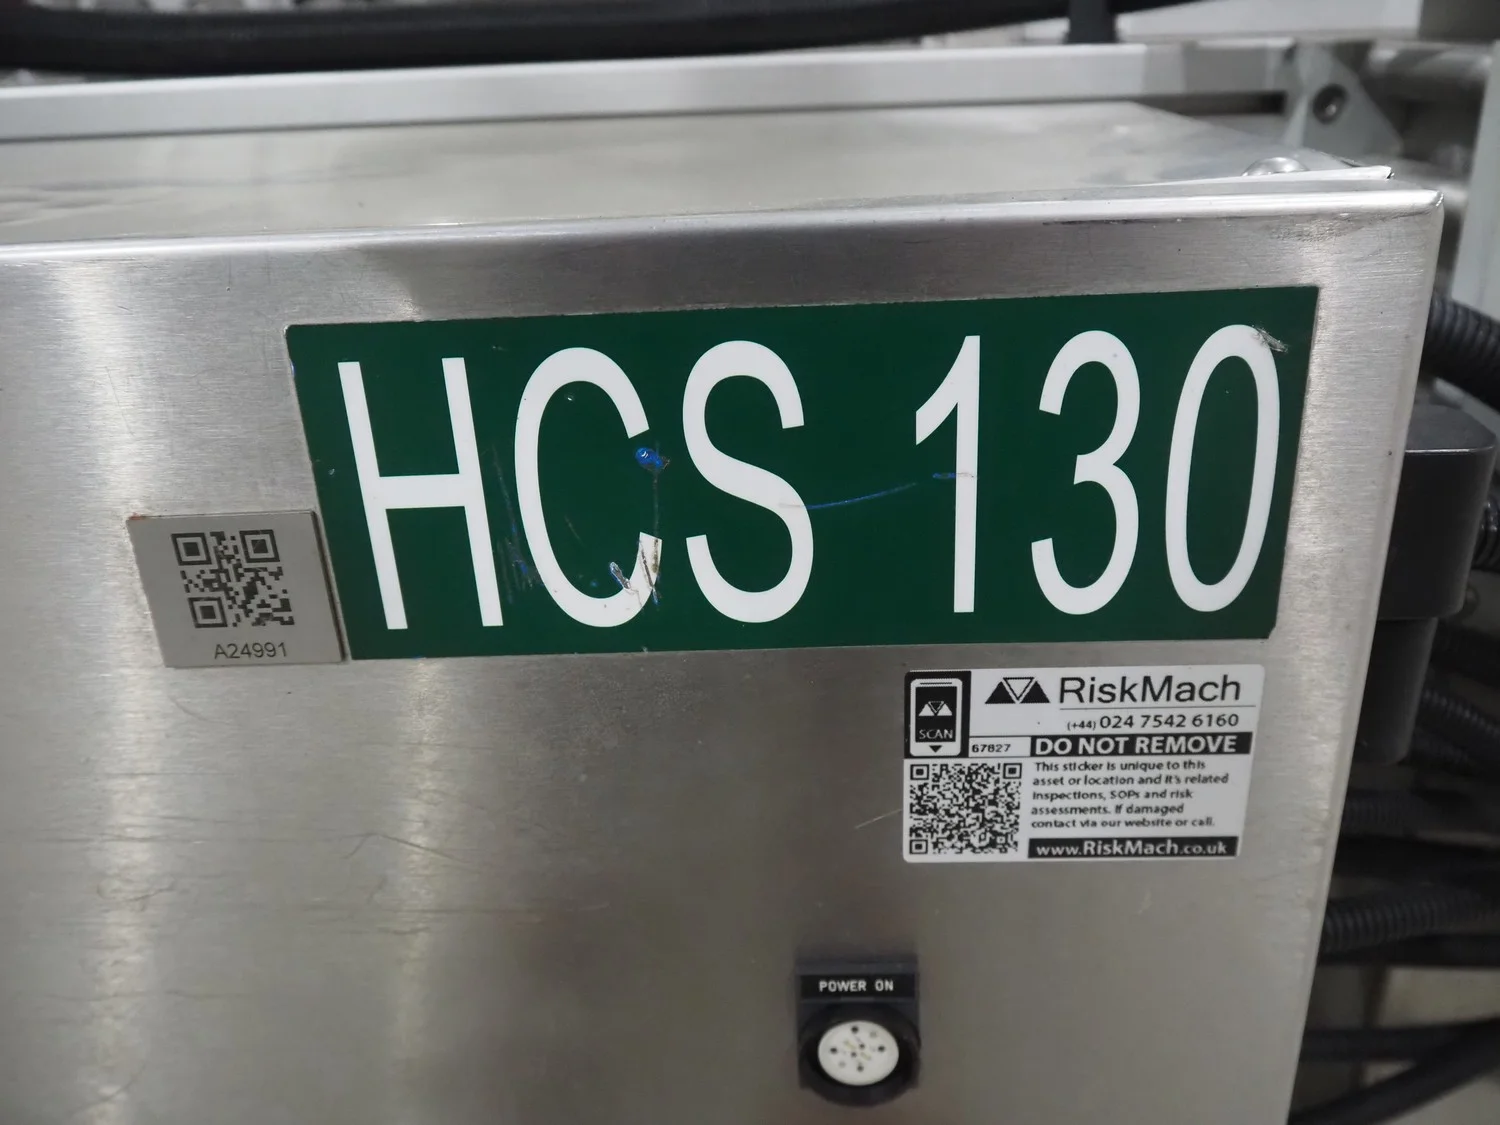 HCS 130
A24991
RiskMach
(+44) 024 7542 6160
SCAN
67827
DO NOT REMOVE
This sticker is unique to this
asset or location and it's related
inspections, SOPs and risk
assessments. If damaged
contact via our website or call.
www.RiskMach.co.uk
POWER ON